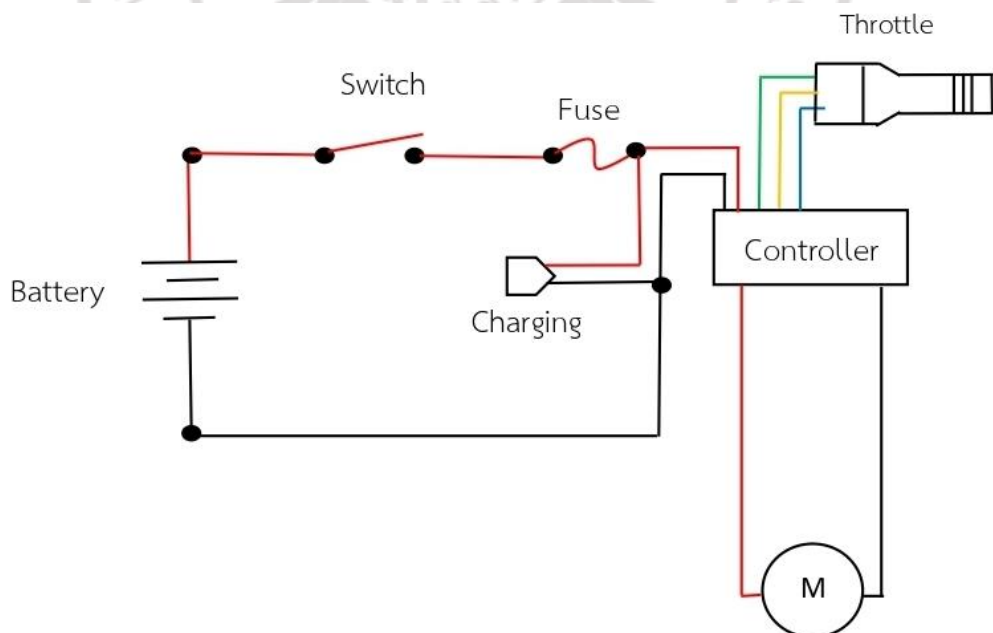 Throttle
Switch
Fuse
Controller
Battery
Charging
M